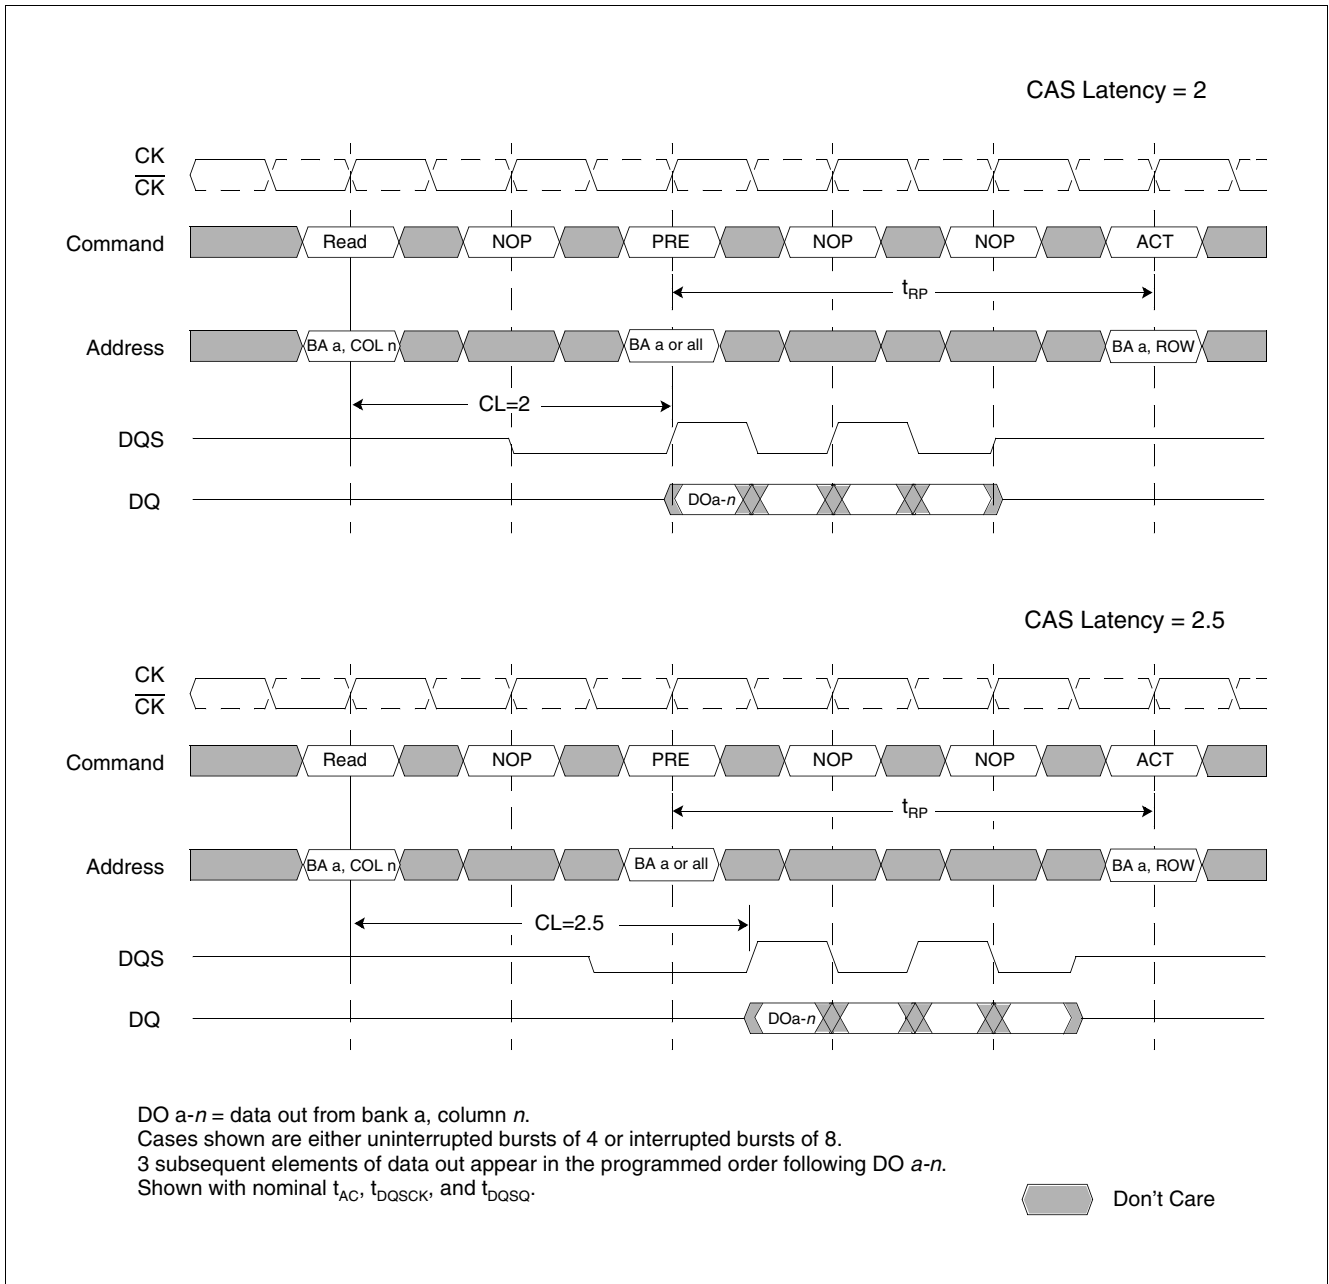 CAS Latency = 2
CK
CK
Command Read NOP PRE NOP NOP ACT
tRP
Address BA a, COL n BA a or all BA a, ROW
CL=2
DQS
DQ DOa-n
CAS Latency = 2.5
CK
CK
Command Read NOP PRE NOP NOP ACT
tRP
Address BA a, COL n BA a or all BA a, ROW
CL=2.5
DQS
DQ DOa-n
DO a-n = data out from bank a, column n.
Cases shown are either uninterrupted bursts of 4 or interrupted bursts of 8.
3 subsequent elements of data out appear in the programmed order following DO a-n.
Shown with nominal tAC, tDQSCK, and tDQSQ.
Don't Care